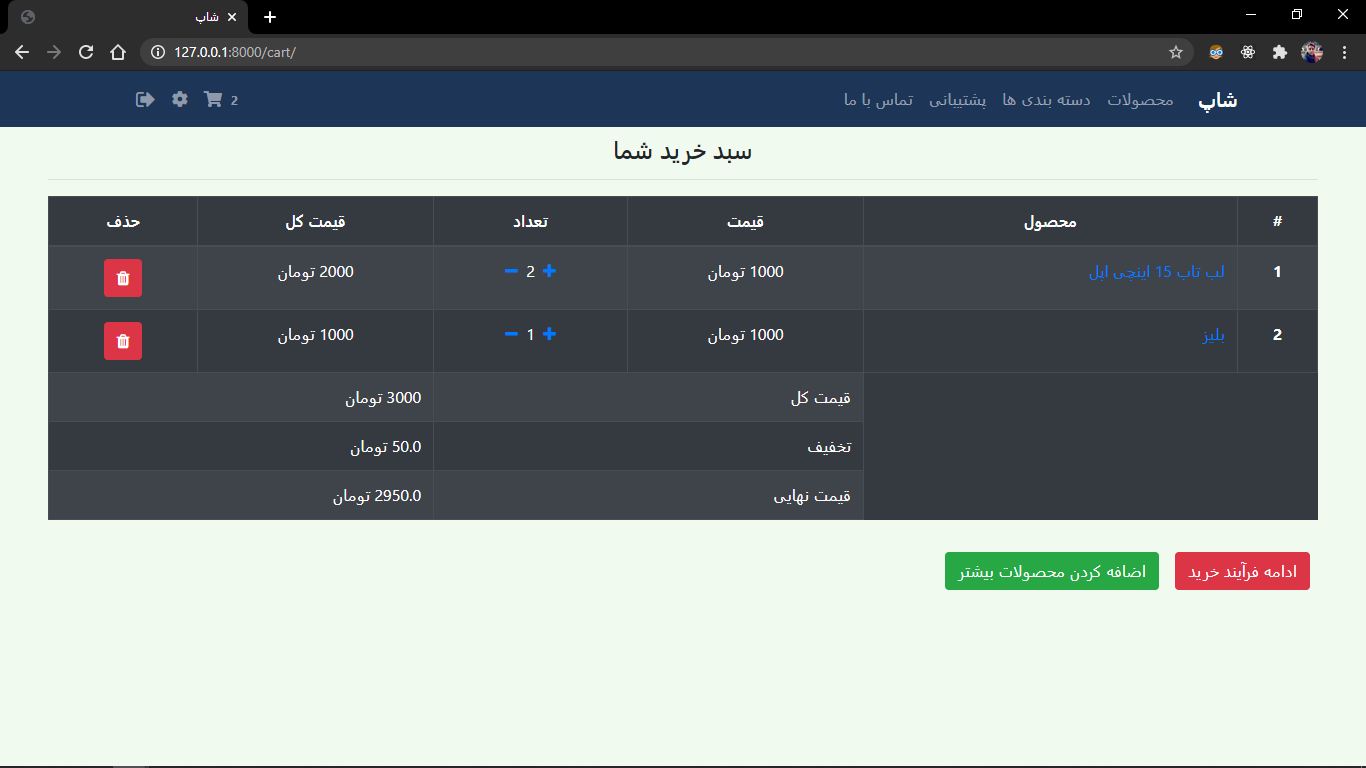 شاپ
127.0.0.1:8000/cart/
شاپ محصولات دسته بندی ها پشتیبانی تماس با ما 2
سبد خرید شما
# محصول قیمت تعداد قیمت کل حذف
1 لب تاب 15 اینچی اپل 1000 تومان 2 2000 تومان
2 بلیز 1000 تومان 1 1000 تومان
قیمت کل 3000 تومان
تخفیف 50.0 تومان
قیمت نهایی 2950.0 تومان
ادامه فرآیند خرید اضافه کردن محصولات بیشتر